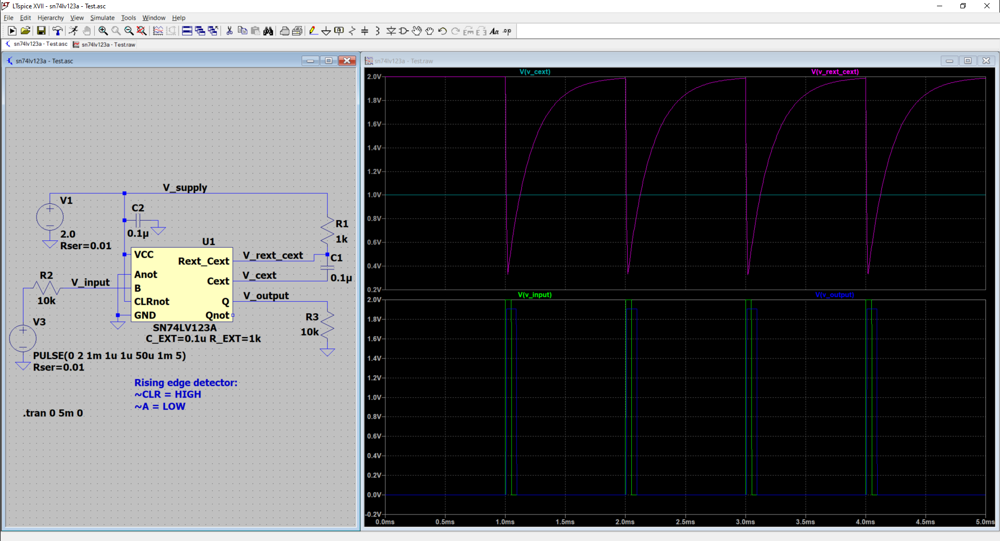 LTspice XVII - sn74lv123a - Test.asc
File Edit Hierarchy View Simulate Tools Window Help
Aa .op
sn74lv123a - Test.asc sn74lv123a - Test.raw
sn74lv123a - Test.asc
V_supply
V1
2.0
Rser=0.01
C2
0.1µ
R1
1k
U1
VCC
Anot
B
CLRnot
GND
Rext_Cext
Cext
Q
Qnot
V_rext_cext
V_cext
V_output
C1
0.1µ
R2
10k
V_input
V3
R3
10k
SN74LV123A
C_EXT=0.1u R_EXT=1k
PULSE(0 2 1m 1u 1u 50u 1m 5)
Rser=0.01
Rising edge detector:
~CLR = HIGH
~A = LOW
.tran 0 5m 0
sn74lv123a - Test.raw
V(v_cext) V(v_rext_cext)
2.0V
1.8V
1.6V
1.4V
1.2V
1.0V
0.8V
0.6V
0.4V
0.2V
V(v_input) V(v_output)
2.0V
1.8V
1.6V
1.4V
1.2V
1.0V
0.8V
0.6V
0.4V
0.2V
0.0V
-0.2V
0.0ms 0.5ms 1.0ms 1.5ms 2.0ms 2.5ms 3.0ms 3.5ms 4.0ms 4.5ms 5.0ms